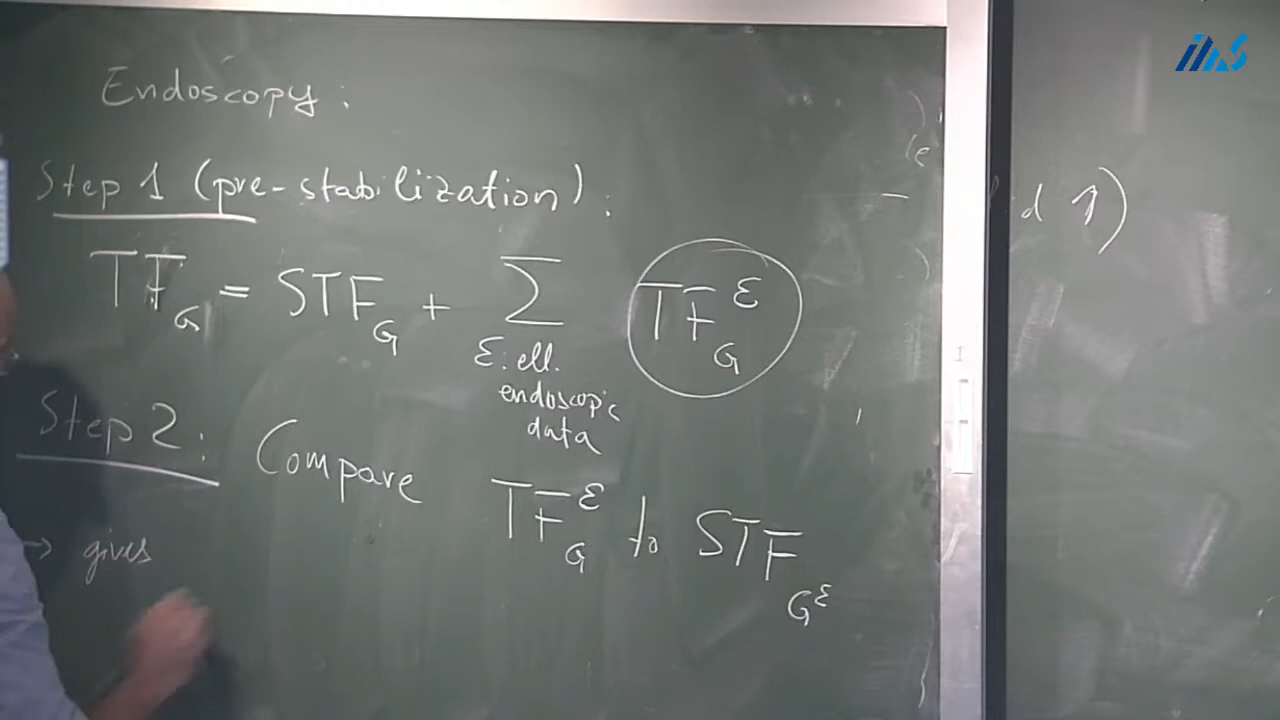 Endoscopy:
Step 1 (pre-stabilization):
TF_G = STF_G + Σ TF_G^ε
ε: ell.
endoscopic
data
Step 2: Compare TF_G^ε to STF_{G^ε}
→ gives
d 1)
ias